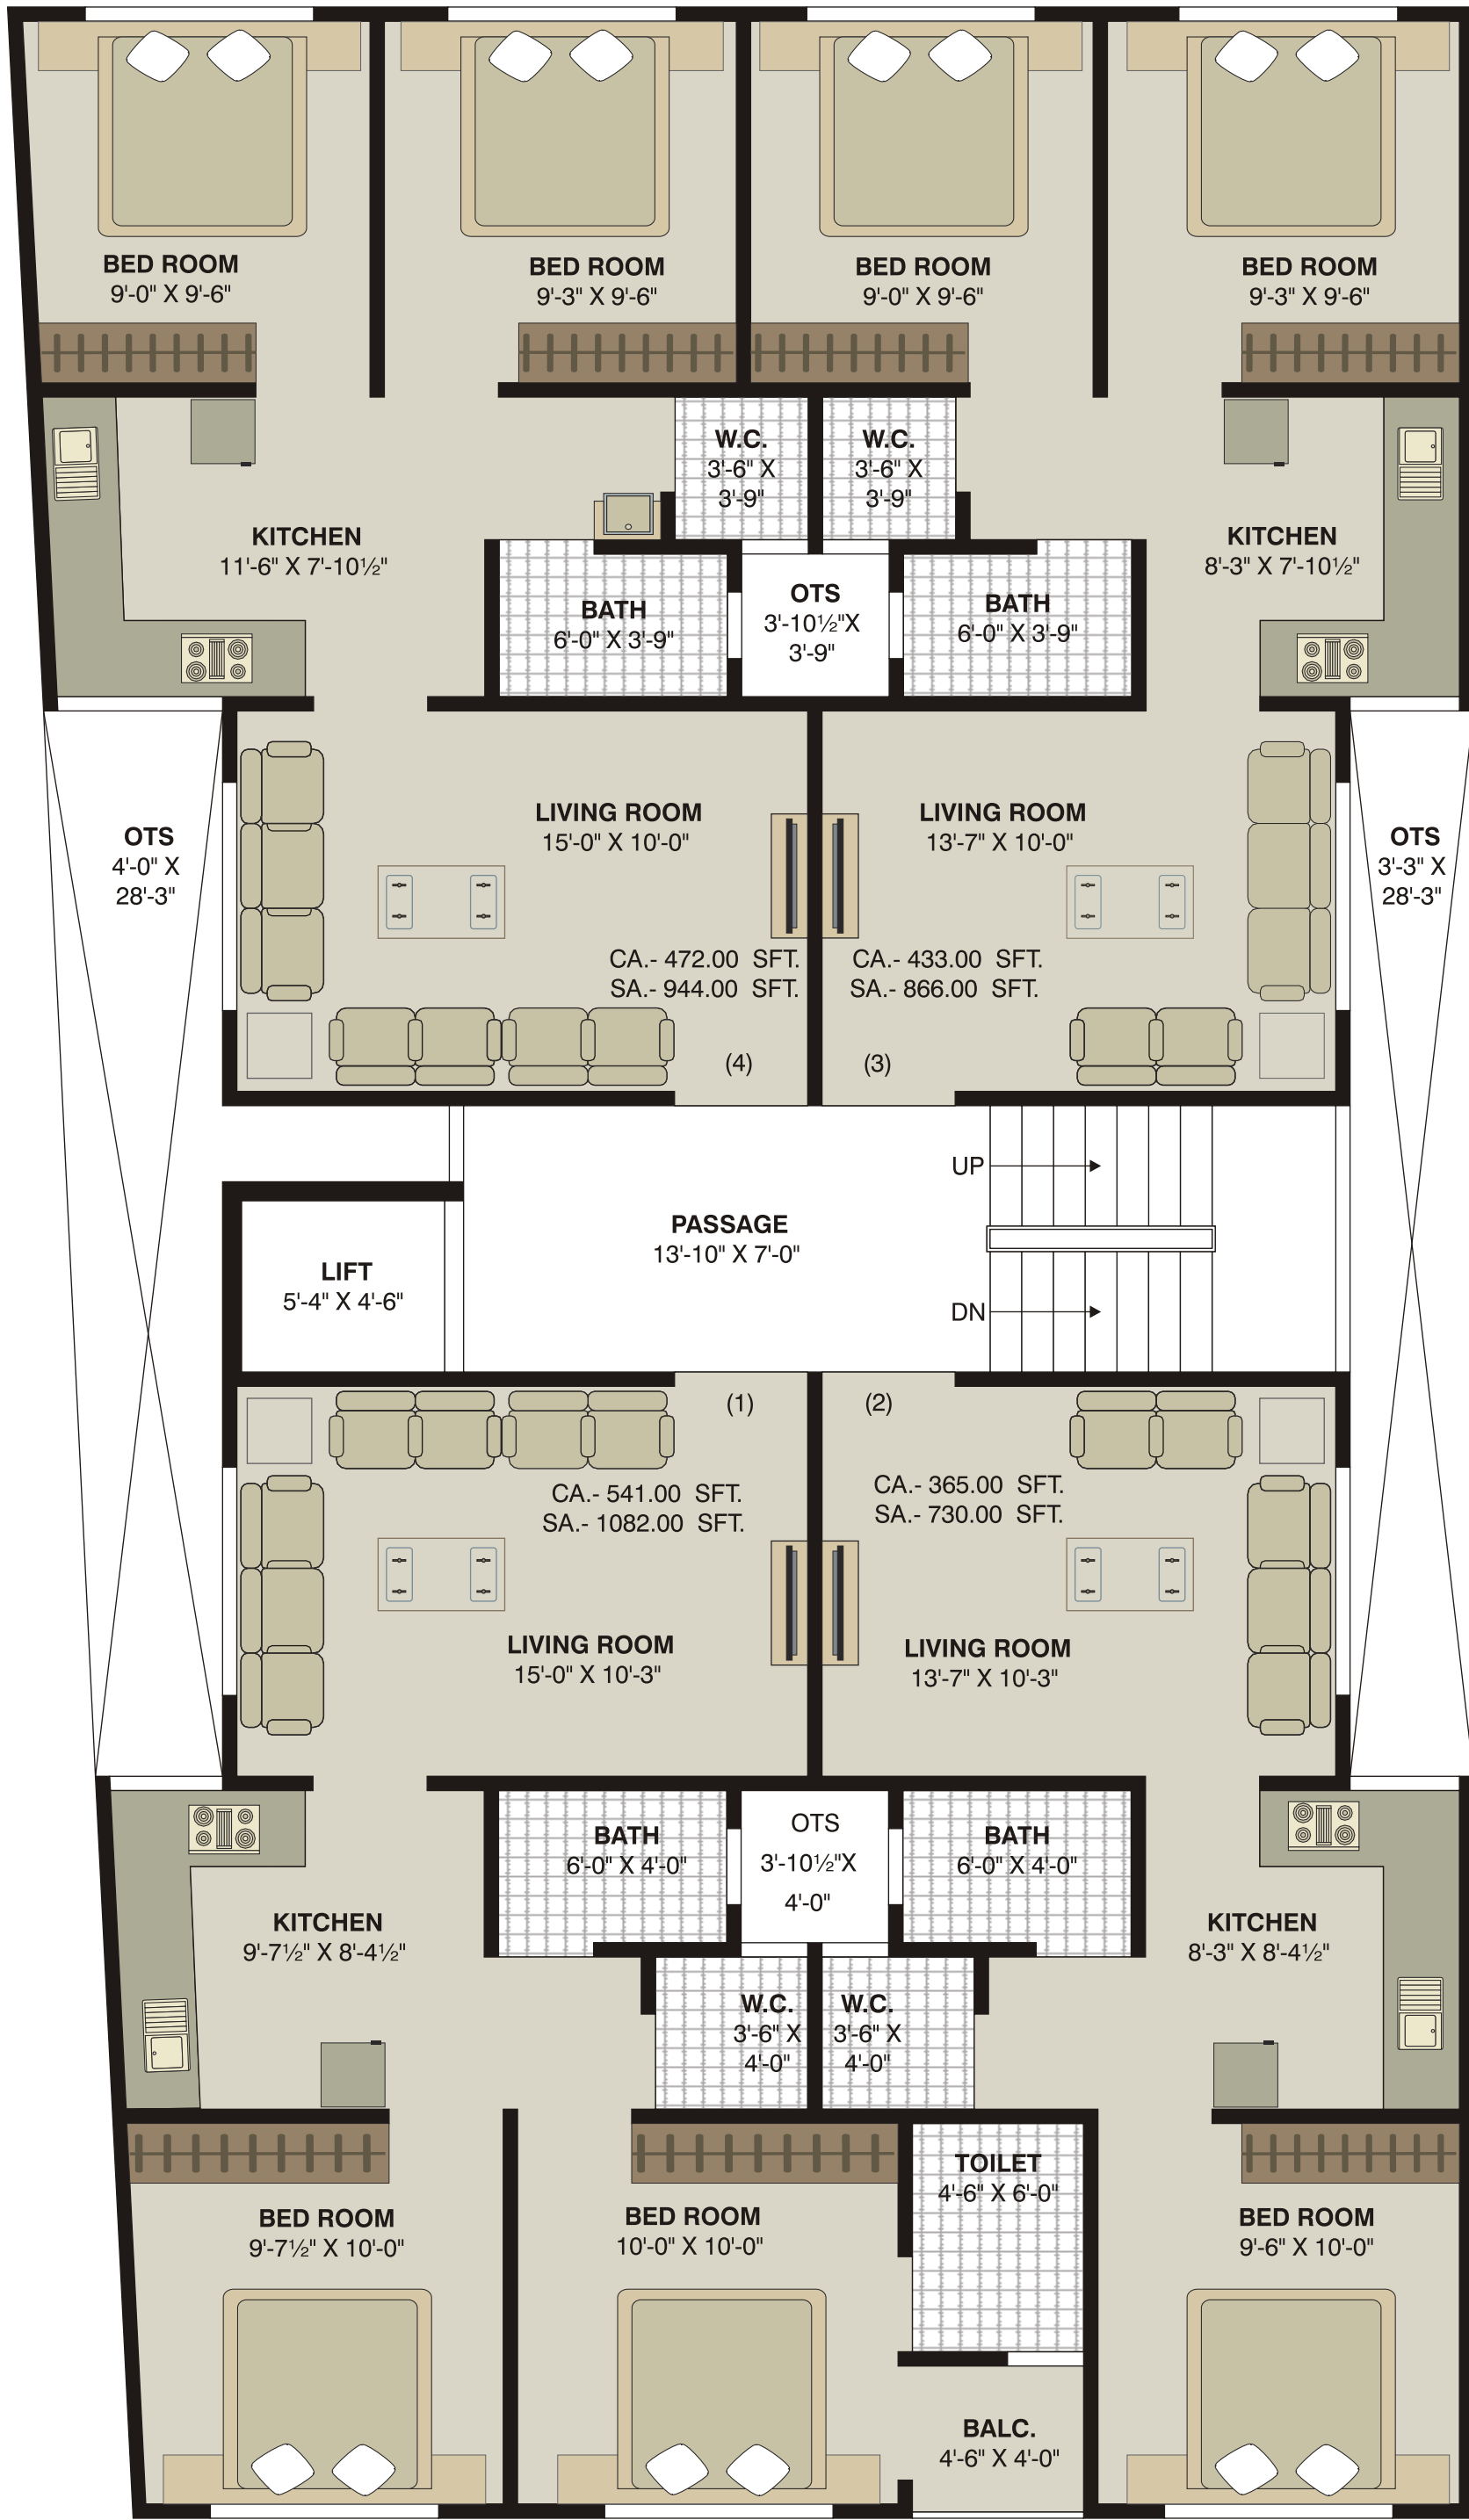 BED ROOM
9'-0" X 9'-6"
BED ROOM
9'-3" X 9'-6"
BED ROOM
9'-0" X 9'-6"
BED ROOM
9'-3" X 9'-6"
W.C.
3'-6" X
3'-9"
W.C.
3'-6" X
3'-9"
KITCHEN
11'-6" X 7'-10½"
KITCHEN
8'-3" X 7'-10½"
BATH
6'-0" X 3'-9"
OTS
3'-10½"X
3'-9"
BATH
6'-0" X 3'-9"
OTS
4'-0" X
28'-3"
LIVING ROOM
15'-0" X 10'-0"
LIVING ROOM
13'-7" X 10'-0"
OTS
3'-3" X
28'-3"
CA.- 472.00 SFT.
SA.- 944.00 SFT.
CA.- 433.00 SFT.
SA.- 866.00 SFT.
(4)
(3)
UP
PASSAGE
13'-10" X 7'-0"
LIFT
5'-4" X 4'-6"
DN
(1)
(2)
CA.- 541.00 SFT.
SA.- 1082.00 SFT.
CA.- 365.00 SFT.
SA.- 730.00 SFT.
LIVING ROOM
15'-0" X 10'-3"
LIVING ROOM
13'-7" X 10'-3"
BATH
6'-0" X 4'-0"
OTS
3'-10½"X
4'-0"
BATH
6'-0" X 4'-0"
KITCHEN
9'-7½" X 8'-4½"
KITCHEN
8'-3" X 8'-4½"
W.C.
3'-6" X
4'-0"
W.C.
3'-6" X
4'-0"
TOILET
4'-6" X 6'-0"
BED ROOM
9'-7½" X 10'-0"
BED ROOM
10'-0" X 10'-0"
BED ROOM
9'-6" X 10'-0"
BALC.
4'-6" X 4'-0"